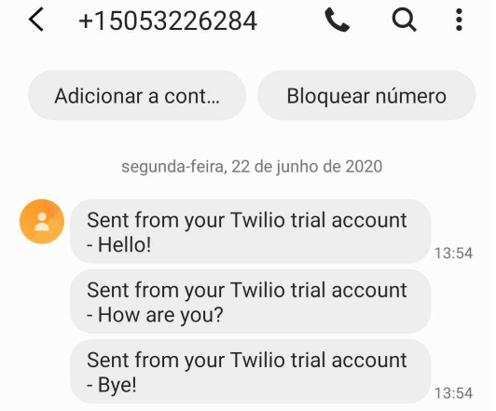 +15053226284
Adicionar a cont...
Bloquear número
segunda-feira, 22 de junho de 2020
Sent from your Twilio trial account
- Hello!
13:54
Sent from your Twilio trial account
- How are you?
Sent from your Twilio trial account
- Bye!
13:54